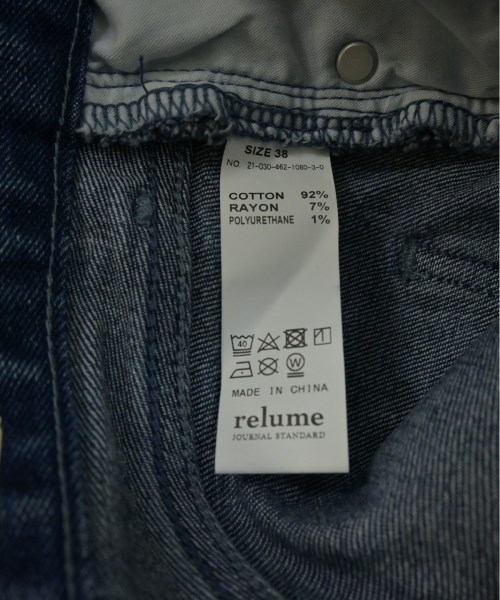 SIZE 38
NO 21-030-462-1080-3-0
COTTON 92%
RAYON 7%
POLYURETHANE 1%
40
W
MADE IN CHINA
relume
JOURNAL STANDARD